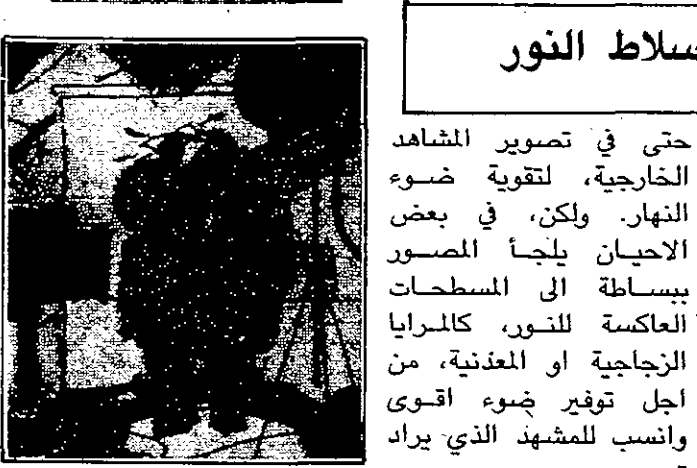 سلاط النور
حتى في تصوير المشاهد
الخارجية، لتقوية ضوء
النهار. ولكن، في بعض
الاحيان يلجأ المصور
ببساطة الى المسطحات
العاكسة للنور، كالمرايا
الزجاجية او المعدنية، من
اجل توفير ضوء اقوى
وانسب للمشهد الذي يراد